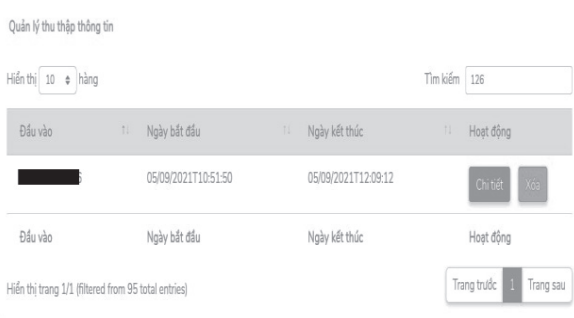 Quản lý thu thập thông tin
Hiển thị 10 hàng
Tìm kiếm 126
Đầu vào Ngày bắt đầu Ngày kết thúc Hoạt động
05/09/2021T10:51:50 05/09/2021T12:09:12 Chi tiết Xóa
Đầu vào Ngày bắt đầu Ngày kết thúc Hoạt động
Hiển thị trang 1/1 (filtered from 95 total entries)
Trang trước 1 Trang sau